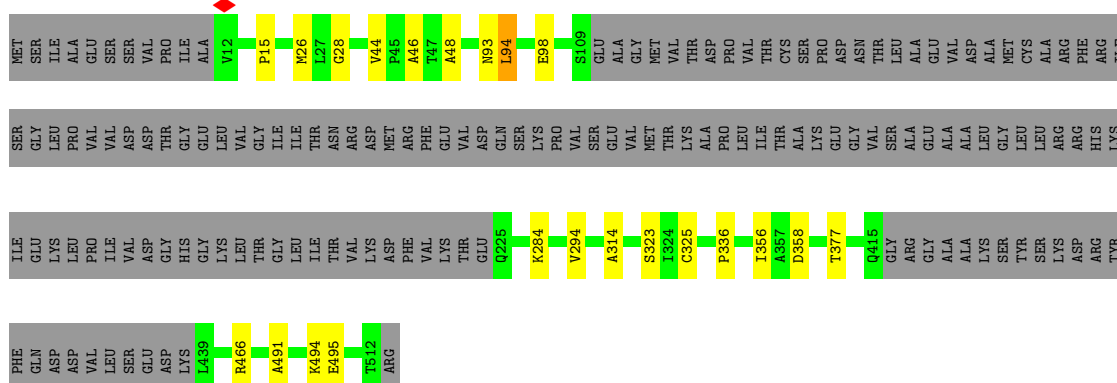 MET SER ILE ALA GLU SER SER VAL PRO ILE ALA V12 P15 M26 L27 G28 V44 P45 A46 T47 A48 N93 L94 E98 S109 GLU ALA GLY MET VAL THR ASP PRO VAL THR CYS SER PRO ASP ASN THR LEU ALA GLU VAL ASP ALA MET CYS ALA ARG PHE ARG ILE
SER GLY LEU PRO VAL VAL ASP ASP THR GLY GLU LEU VAL GLY ILE ILE THR ASN ARG ASP MET ARG PHE GLU VAL ASP GLN SER LYS PRO VAL SER GLU VAL MET THR LYS ALA PRO LEU ILE THR ALA LYS GLU GLY VAL SER ALA GLU ALA ALA LEU GLY LEU LEU ARG ARG HIS LYS
ILE GLU LYS LEU PRO ILE VAL ASP GLY HIS GLY LYS LEU THR GLY LEU ILE THR VAL LYS ASP PHE VAL LYS THR GLU Q225 K284 V294 A314 S323 I324 C325 P336 I356 A357 D358 T377 Q415 GLY ARG GLY ALA ALA LYS SER TYR SER SER LYS ASP ARG TYR
PHE GLN ASP ASP VAL LEU SER GLU ASP LYS L439 R466 A491 K494 E495 T512 ARG